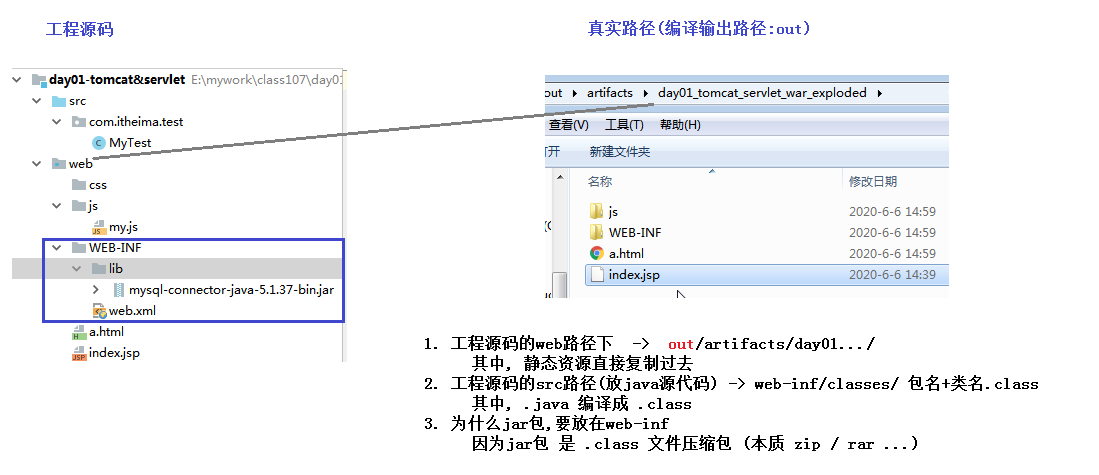 工程源码
真实路径(编译输出路径:out)
day01-tomcat&servlet E:\mywork\class107\day01
src
com.itheima.test
MyTest
web
css
js
my.js
WEB-INF
lib
mysql-connector-java-5.1.37-bin.jar
web.xml
a.html
index.jsp
out artifacts day01_tomcat_servlet_war_exploded
查看(V) 工具(T) 帮助(H)
打开 新建文件夹
名称 修改日期
js 2020-6-6 14:59
WEB-INF 2020-6-6 14:59
a.html 2020-6-6 14:59
index.jsp 2020-6-6 14:39
1. 工程源码的web路径下 -> out/artifacts/day01.../
其中, 静态资源直接复制过去
2. 工程源码的src路径(放java源代码) -> web-inf/classes/ 包名+类名.class
其中, .java 编译成 .class
3. 为什么jar包,要放在web-inf
因为jar包 是 .class 文件压缩包 (本质 zip / rar ...)